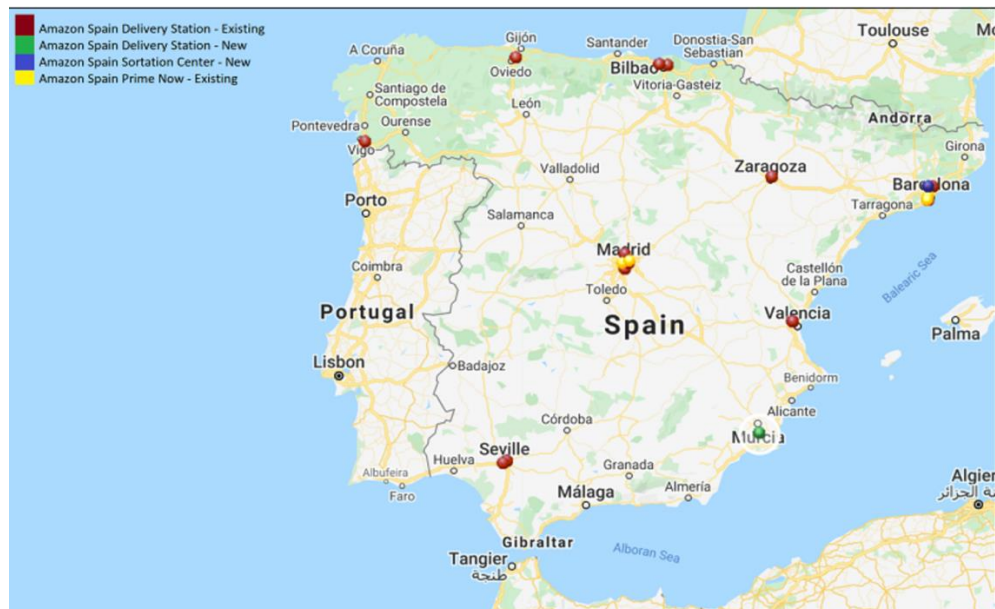 Amazon Spain Delivery Station - Existing
Amazon Spain Delivery Station - New
Amazon Spain Sortation Center - New
Amazon Spain Prime Now - Existing
A Coruña
Gijón
Oviedo
Santander
Bilbao
Donostia-San
Sebastian
Vitoria-Gasteiz
Toulouse
Santiago de
Compostela
León
Andorra
Pontevedra
Ourense
Vigo
Girona
Zaragoza
Valladolid
Barcelona
Porto
Salamanca
Tarragona
Madrid
Coimbra
Toledo
Castellón
de la Plana
Balearic Sea
Portugal
Spain
Valencia
Palma
Lisbon
Badajoz
Benidorm
Alicante
Córdoba
Murcia
Seville
Huelva
Granada
Albufeira
Faro
Málaga
Almería
Algier
Gibraltar
Alboran Sea
Tangier
طنجة